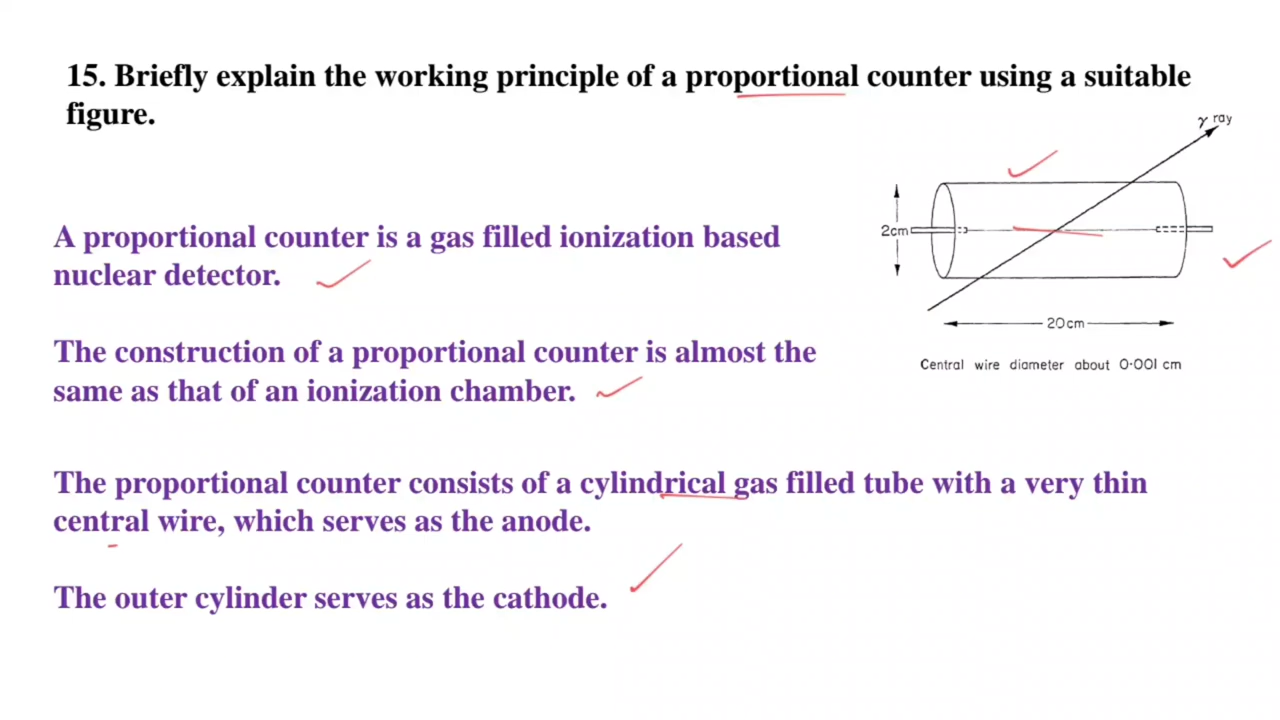 15. Briefly explain the working principle of a proportional counter using a suitable
figure.
γ ray
A proportional counter is a gas filled ionization based
nuclear detector.
2cm
20cm
The construction of a proportional counter is almost the
same as that of an ionization chamber.
Central wire diameter about 0·001 cm
The proportional counter consists of a cylindrical gas filled tube with a very thin
central wire, which serves as the anode.
The outer cylinder serves as the cathode.